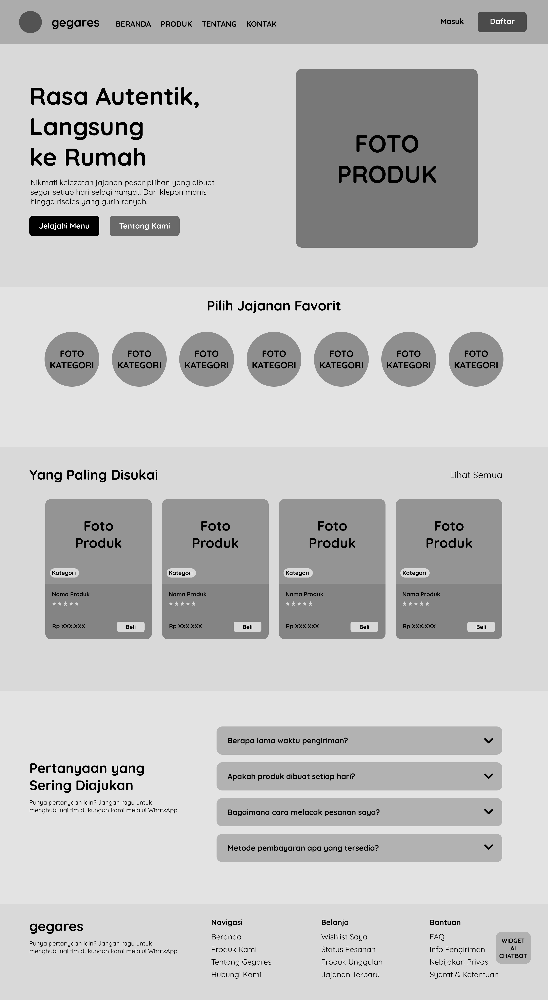 gegares
BERANDA PRODUK TENTANG KONTAK
Masuk
Daftar
Rasa Autentik,
Langsung
ke Rumah
Nikmati kelezatan jajanan pasar pilihan yang dibuat
segar setiap hari selagi hangat. Dari klepon manis
hingga risoles yang gurih renyah.
Jelajahi Menu
Tentang Kami
FOTO
PRODUK
Pilih Jajanan Favorit
FOTO
KATEGORI
FOTO
KATEGORI
FOTO
KATEGORI
FOTO
KATEGORI
FOTO
KATEGORI
FOTO
KATEGORI
FOTO
KATEGORI
Yang Paling Disukai
Lihat Semua
Foto
Produk
Kategori
Nama Produk
Rp XXX.XXX
Beli
Foto
Produk
Kategori
Nama Produk
Rp XXX.XXX
Beli
Foto
Produk
Kategori
Nama Produk
Rp XXX.XXX
Beli
Foto
Produk
Kategori
Nama Produk
Rp XXX.XXX
Beli
Pertanyaan yang
Sering Diajukan
Punya pertanyaan lain? Jangan ragu untuk
menghubungi tim dukungan kami melalui WhatsApp.
Berapa lama waktu pengiriman?
Apakah produk dibuat setiap hari?
Bagaimana cara melacak pesanan saya?
Metode pembayaran apa yang tersedia?
gegares
Punya pertanyaan lain? Jangan ragu untuk
menghubungi tim dukungan kami melalui WhatsApp.
Navigasi
Beranda
Produk Kami
Tentang Gegares
Hubungi Kami
Belanja
Wishlist Saya
Status Pesanan
Produk Unggulan
Jajanan Terbaru
Bantuan
FAQ
Info Pengiriman
Kebijakan Privasi
Syarat & Ketentuan
WIDGET
AI
CHATBOT